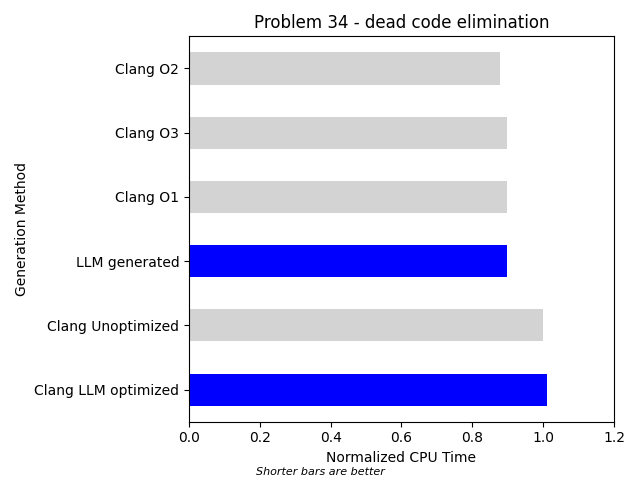 Problem 34 - dead code elimination
Generation Method
Clang O2
Clang O3
Clang O1
LLM generated
Clang Unoptimized
Clang LLM optimized
0.0 0.2 0.4 0.6 0.8 1.0 1.2
Normalized CPU Time
Shorter bars are better